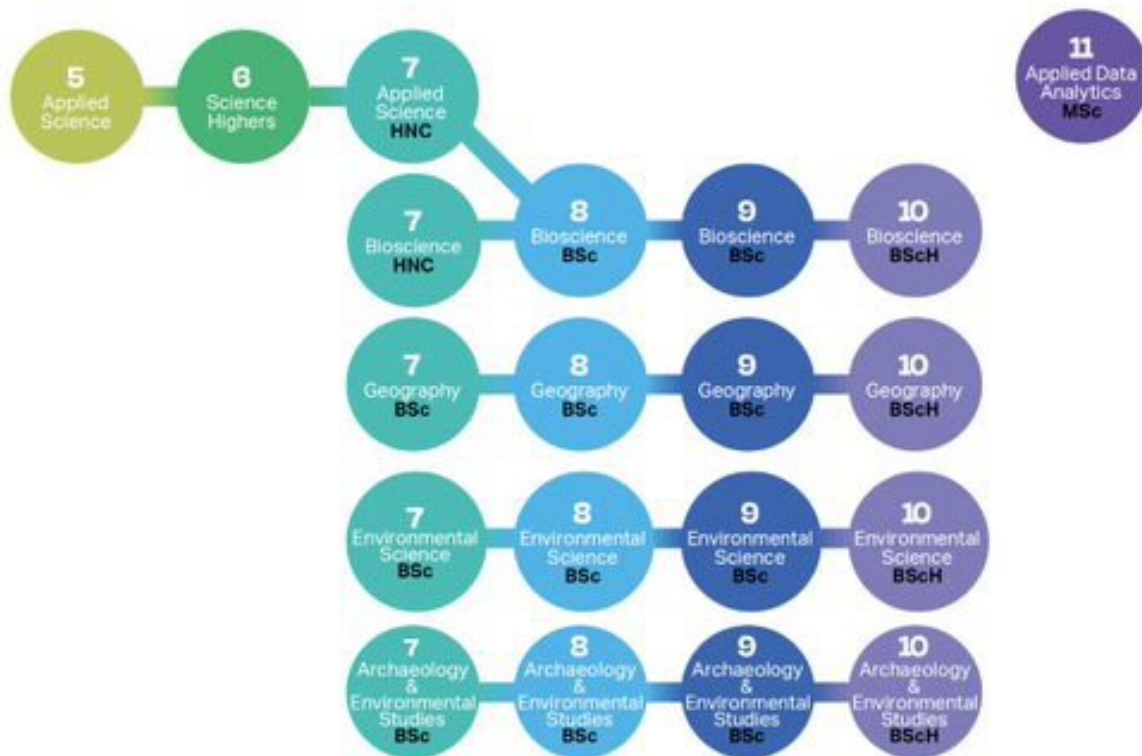 5
Applied
Science
6
Science
Highers
7
Applied
Science
HNC
11
Applied Data
Analytics
MSc
7
Bioscience
HNC
8
Bioscience
BSc
9
Bioscience
BSc
10
Bioscience
BScH
7
Geography
BSc
8
Geography
BSc
9
Geography
BSc
10
Geography
BScH
7
Environmental
Science
BSc
8
Environmental
Science
BSc
9
Environmental
Science
BSc
10
Environmental
Science
BScH
7
Archaeology
&
Environmental
Studies
BSc
8
Archaeology
&
Environmental
Studies
BSc
9
Archaeology
&
Environmental
Studies
BSc
10
Archaeology
&
Environmental
Studies
BScH